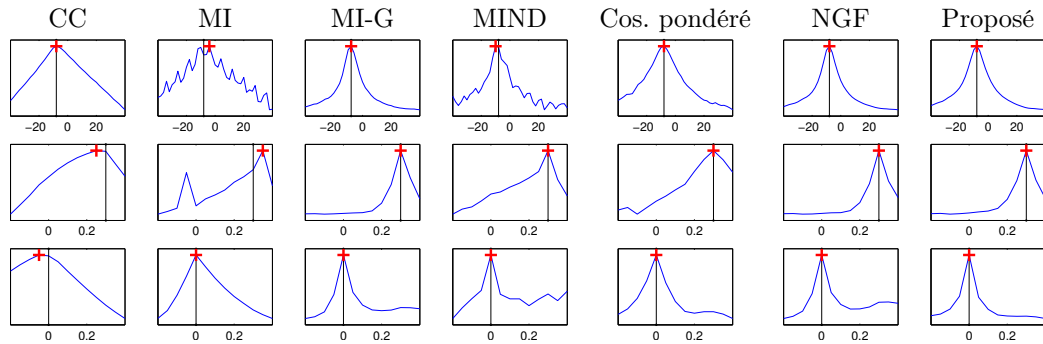 CC MI MI-G MIND Cos. pondéré NGF Proposé
−20 0 20 −20 0 20 −20 0 20 −20 0 20 −20 0 20 −20 0 20 −20 0 20
0 0.2 0 0.2 0 0.2 0 0.2 0 0.2 0 0.2 0 0.2
0 0.2 0 0.2 0 0.2 0 0.2 0 0.2 0 0.2 0 0.2